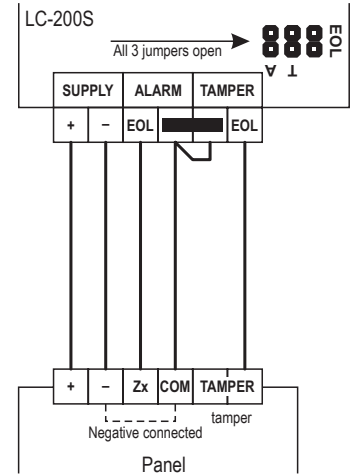 LC-200S
All 3 jumpers open
EOL
A T
SUPPLY ALARM TAMPER
+ – EOL EOL
+ – Zx COM TAMPER
tamper
Negative connected
Panel